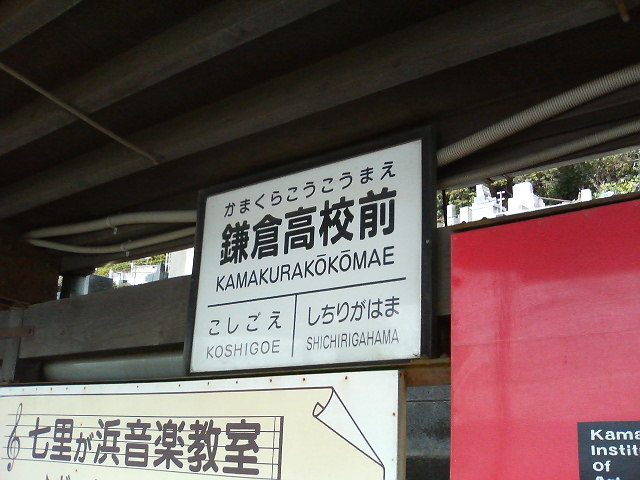 かまくらこうこうまえ
鎌倉高校前
KAMAKURAKŌKŌMAE
こしごえ
KOSHIGOE
しちりがはま
SHICHIRIGAHAMA
七里が浜音楽教室
Kama
Instit
of